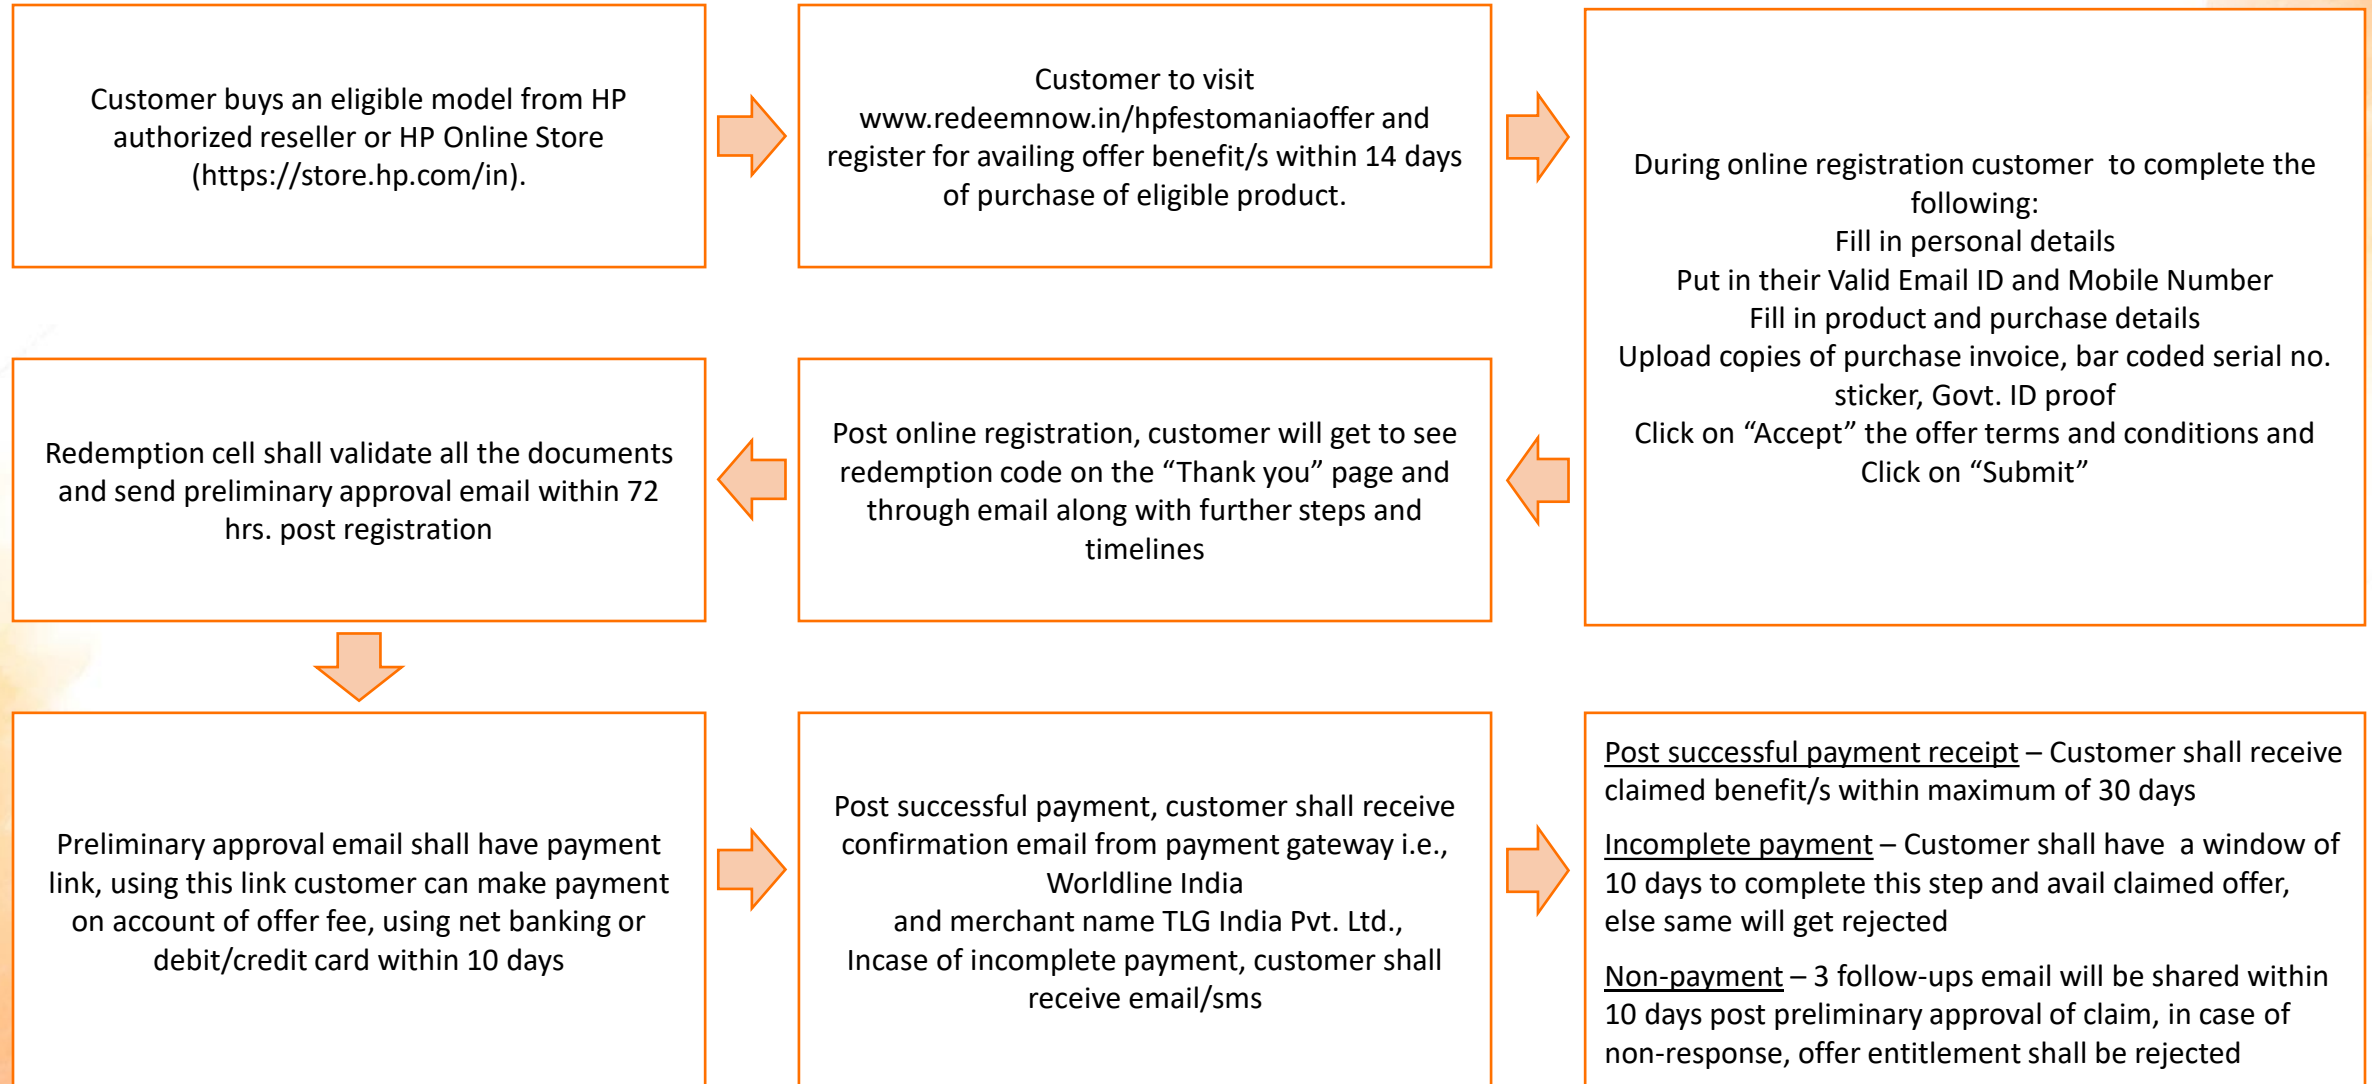 Customer buys an eligible model from HP
authorized reseller or HP Online Store
(https://store.hp.com/in).
Customer to visit
www.redeemnow.in/hpfestomaniaoffer and
register for availing offer benefit/s within 14 days
of purchase of eligible product.
During online registration customer  to complete the
following:
Fill in personal details
Put in their Valid Email ID and Mobile Number
Fill in product and purchase details
Upload copies of purchase invoice, bar coded serial no.
sticker, Govt. ID proof
Click on “Accept” the offer terms and conditions and
Click on “Submit”
Post online registration, customer will get to see
redemption code on the “Thank you” page and
through email along with further steps and
timelines
Redemption cell shall validate all the documents
and send preliminary approval email within 72
hrs. post registration
Preliminary approval email shall have payment
link, using this link customer can make payment
on account of offer fee, using net banking or
debit/credit card within 10 days
Post successful payment, customer shall receive
confirmation email from payment gateway i.e.,
Worldline India
and merchant name TLG India Pvt. Ltd.,
Incase of incomplete payment, customer shall
receive email/sms
Post successful payment receipt – Customer shall receive
claimed benefit/s within maximum of 30 days
Incomplete payment – Customer shall have  a window of
10 days to complete this step and avail claimed offer,
else same will get rejected
Non-payment – 3 follow-ups email will be shared within
10 days post preliminary approval of claim, in case of
non-response, offer entitlement shall be rejected